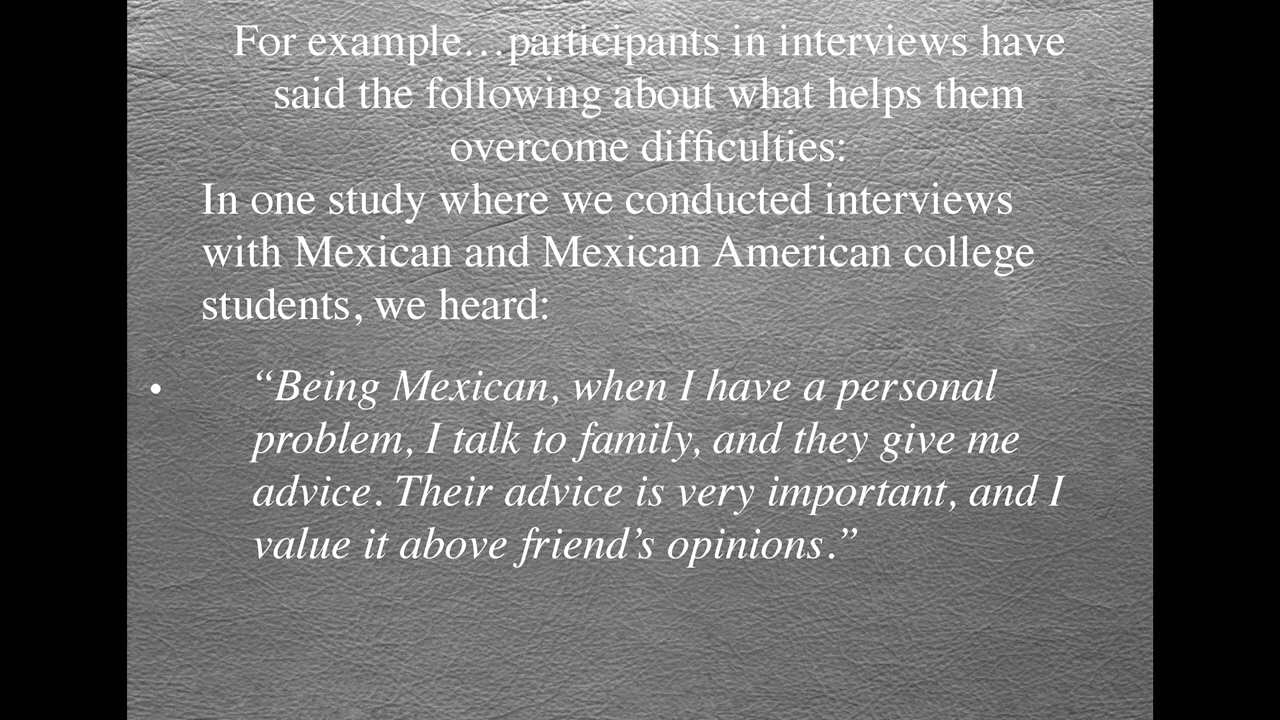 For example…participants in interviews have
said the following about what helps them
overcome difficulties:
In one study where we conducted interviews
with Mexican and Mexican American college
students, we heard:
• “Being Mexican, when I have a personal
problem, I talk to family, and they give me
advice. Their advice is very important, and I
value it above friend’s opinions.”